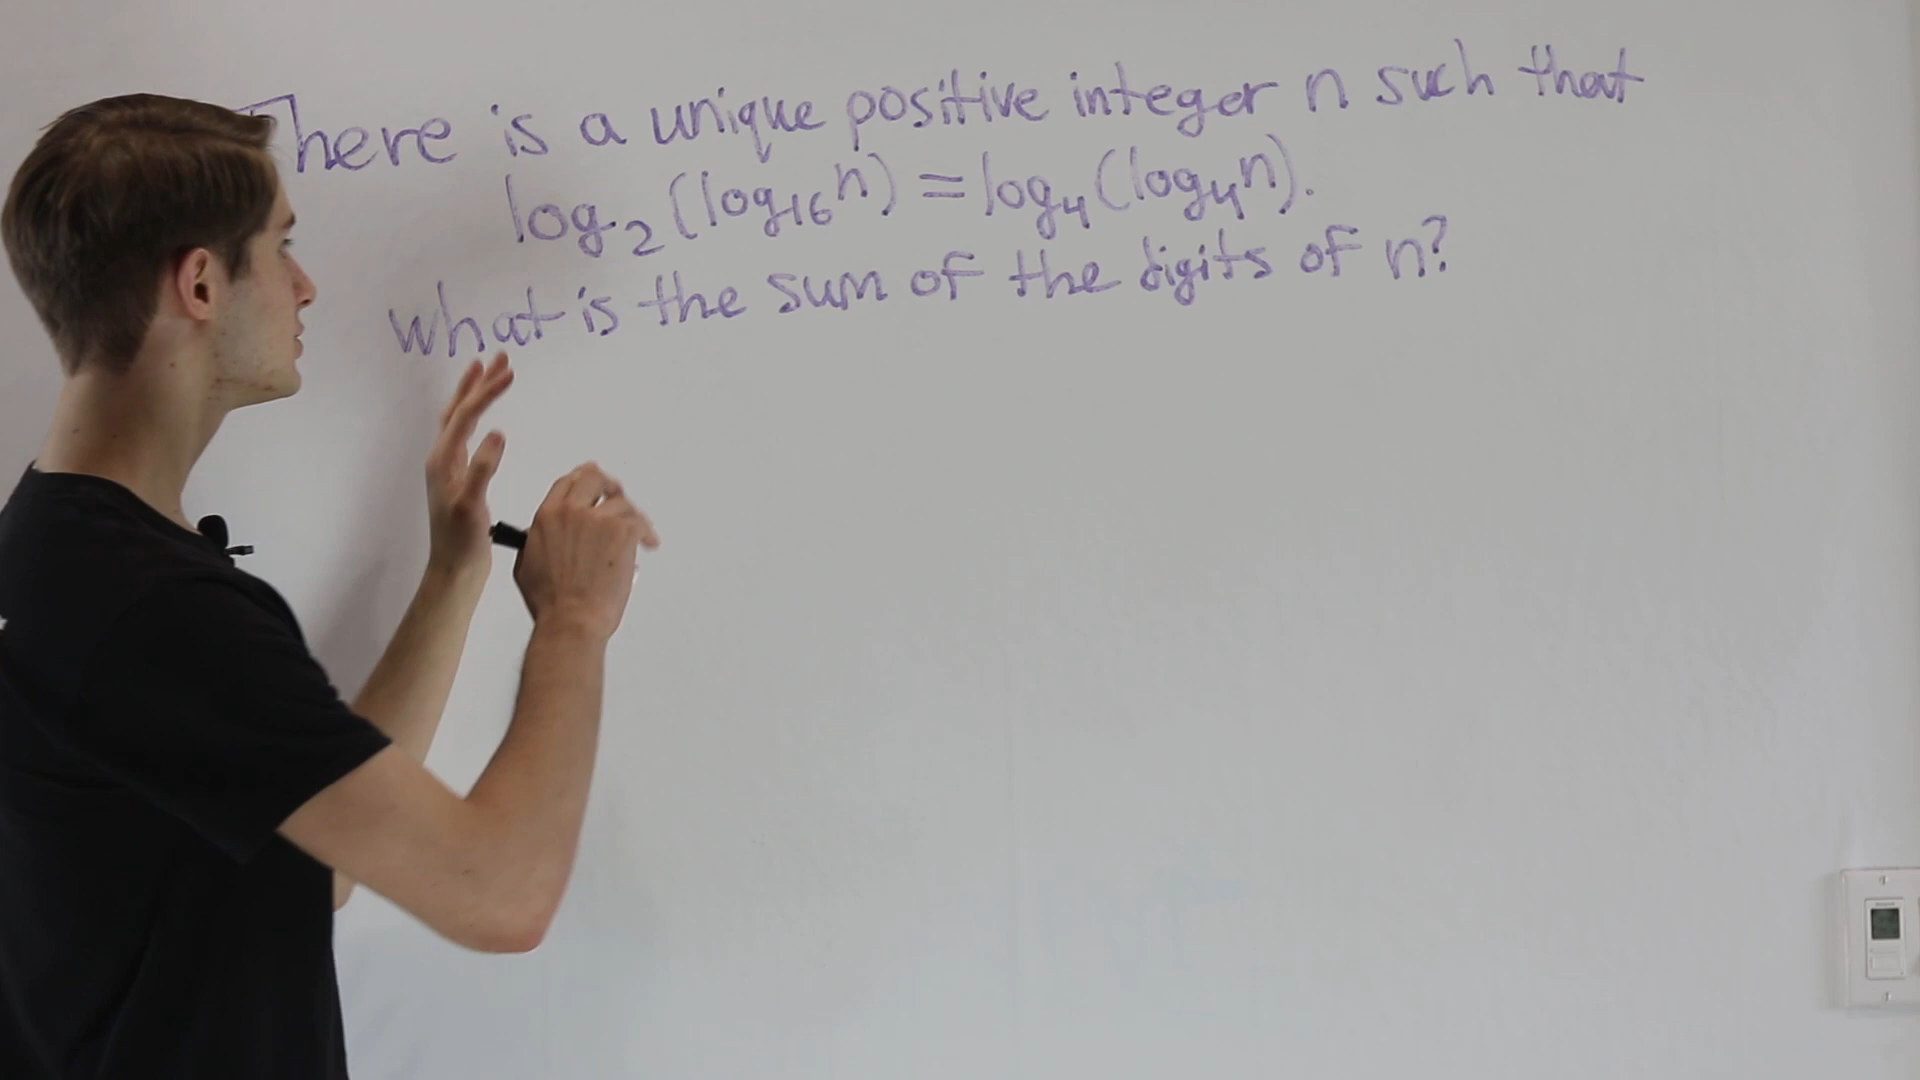 There is a unique positive integer n such that
log₂(log₁₆n) = log₄(log₄n).
What is the sum of the digits of n?